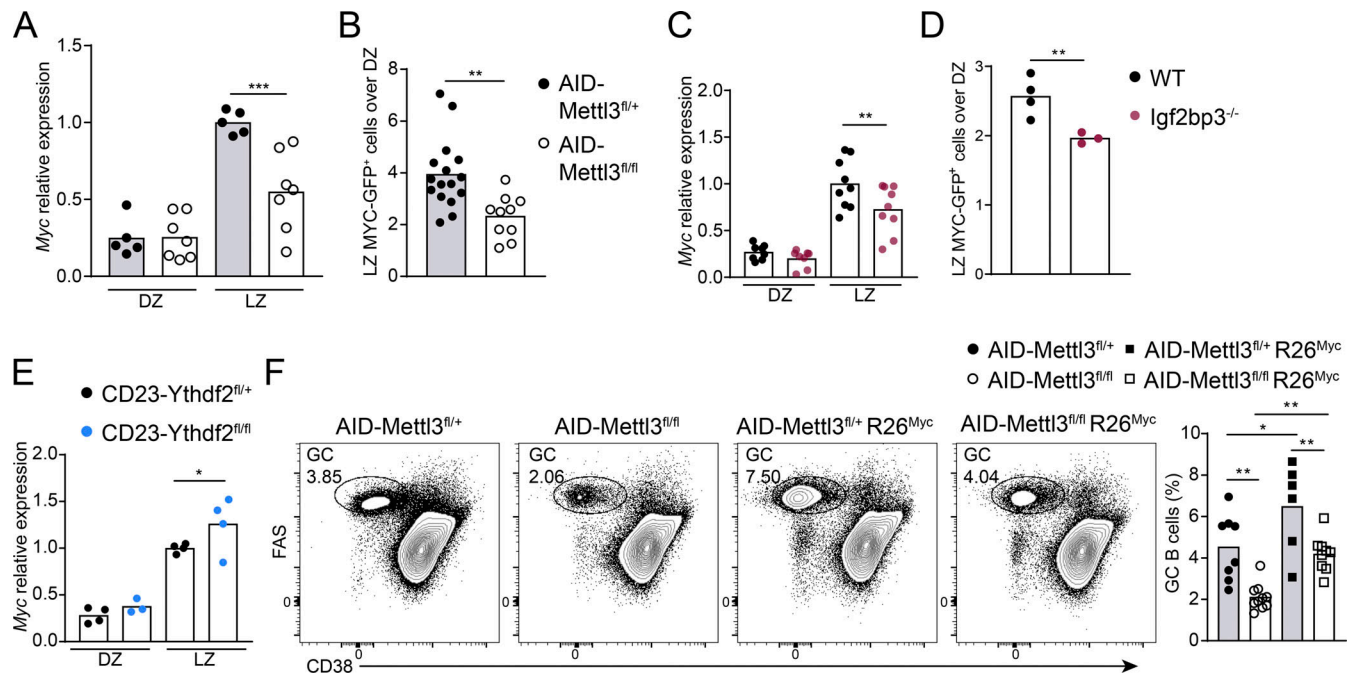 A
Myc relative expression
1.5
1.0
0.5
0.0
***
DZ
LZ
B
LZ MYC-GFP⁺ cells over DZ
8
6
4
2
0
**
AID-
Mettl3fl/+
AID-
Mettl3fl/fl
C
Myc relative expression
2.0
1.5
1.0
0.5
0.0
**
DZ
LZ
D
LZ MYC-GFP⁺ cells over DZ
3
2
1
0
**
WT
Igf2bp3-/-
E
CD23-Ythdf2fl/+
CD23-Ythdf2fl/fl
Myc relative expression
2.0
1.5
1.0
0.5
0.0
*
DZ
LZ
F
AID-Mettl3fl/+
AID-Mettl3fl/fl
AID-Mettl3fl/+ R26Myc
AID-Mettl3fl/fl R26Myc
FAS
GC
3.85
0
0
GC
2.06
0
GC
7.50
0
GC
4.04
0
CD38
AID-Mettl3fl/+
AID-Mettl3fl/+ R26Myc
AID-Mettl3fl/fl
AID-Mettl3fl/fl R26Myc
GC B cells (%)
10
8
6
4
2
0
**
*
**
**